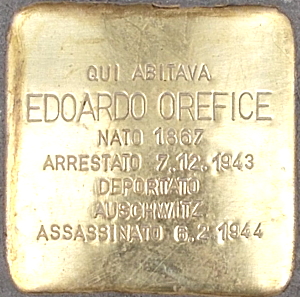 QUI ABITAVA
EDOARDO OREFICE
NATO 1867
ARRESTATO 7.12.1943
DEPORTATO
AUSCHWITZ
ASSASSINATO 6.2.1944